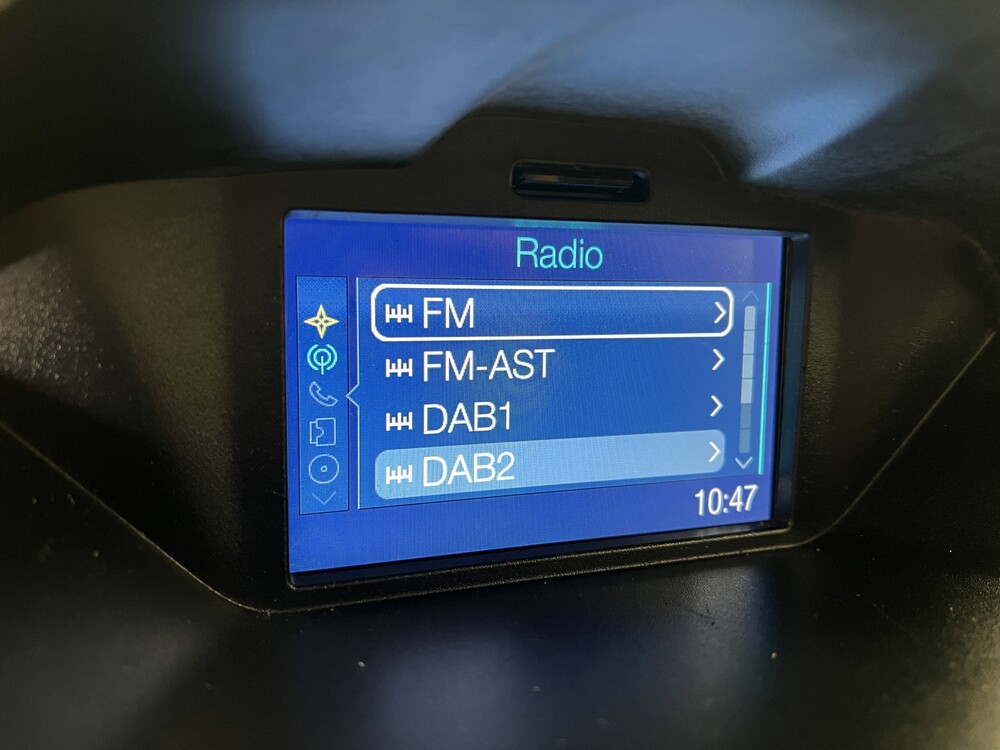 Radio
FM
FM-AST
DAB1
DAB2
10:47